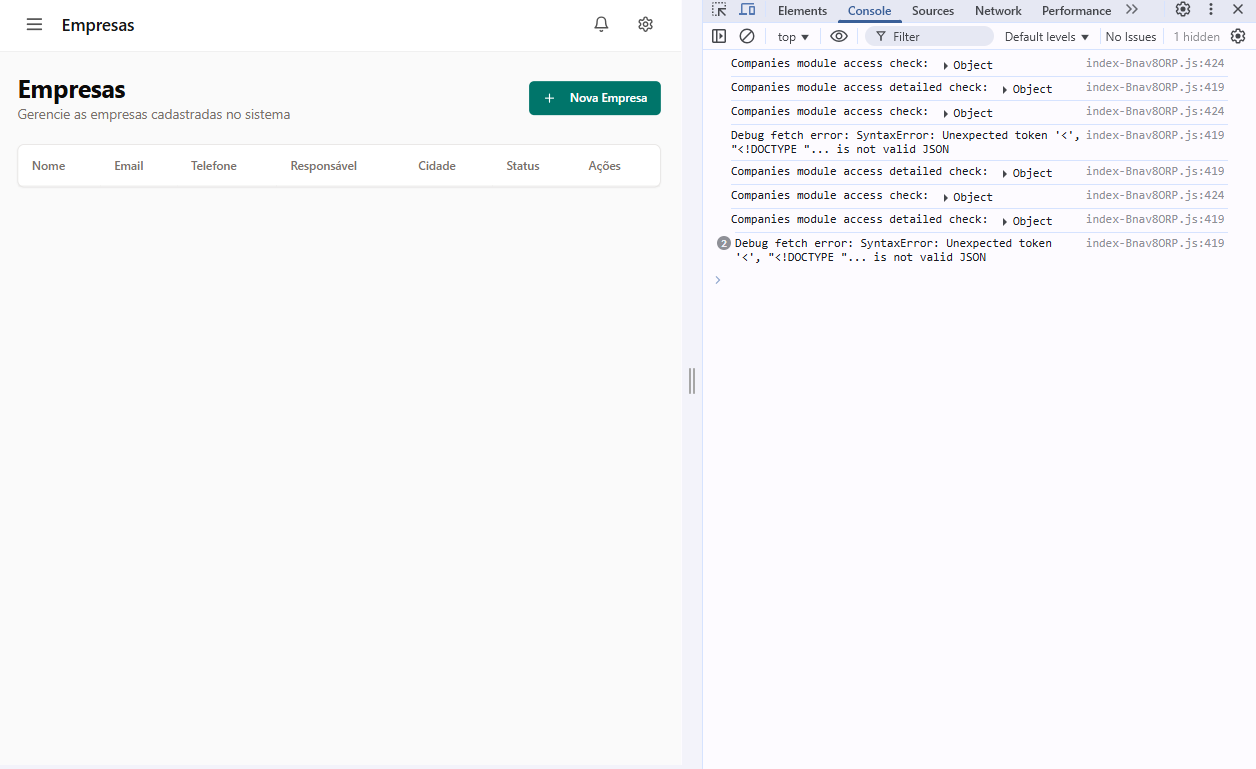 Empresas
Empresas
Gerencie as empresas cadastradas no sistema
+ Nova Empresa
Nome Email Telefone Responsável Cidade Status Ações
Elements Console Sources Network Performance
top Filter Default levels No Issues 1 hidden
Companies module access check: Object index-Bnav8ORP.js:424
Companies module access detailed check: Object index-Bnav8ORP.js:419
Companies module access check: Object index-Bnav8ORP.js:424
Debug fetch error: SyntaxError: Unexpected token '<', index-Bnav8ORP.js:419
"<!DOCTYPE "... is not valid JSON
Companies module access detailed check: Object index-Bnav8ORP.js:419
Companies module access check: Object index-Bnav8ORP.js:424
Companies module access detailed check: Object index-Bnav8ORP.js:419
2 Debug fetch error: SyntaxError: Unexpected token index-Bnav8ORP.js:419
'<', "<!DOCTYPE "... is not valid JSON